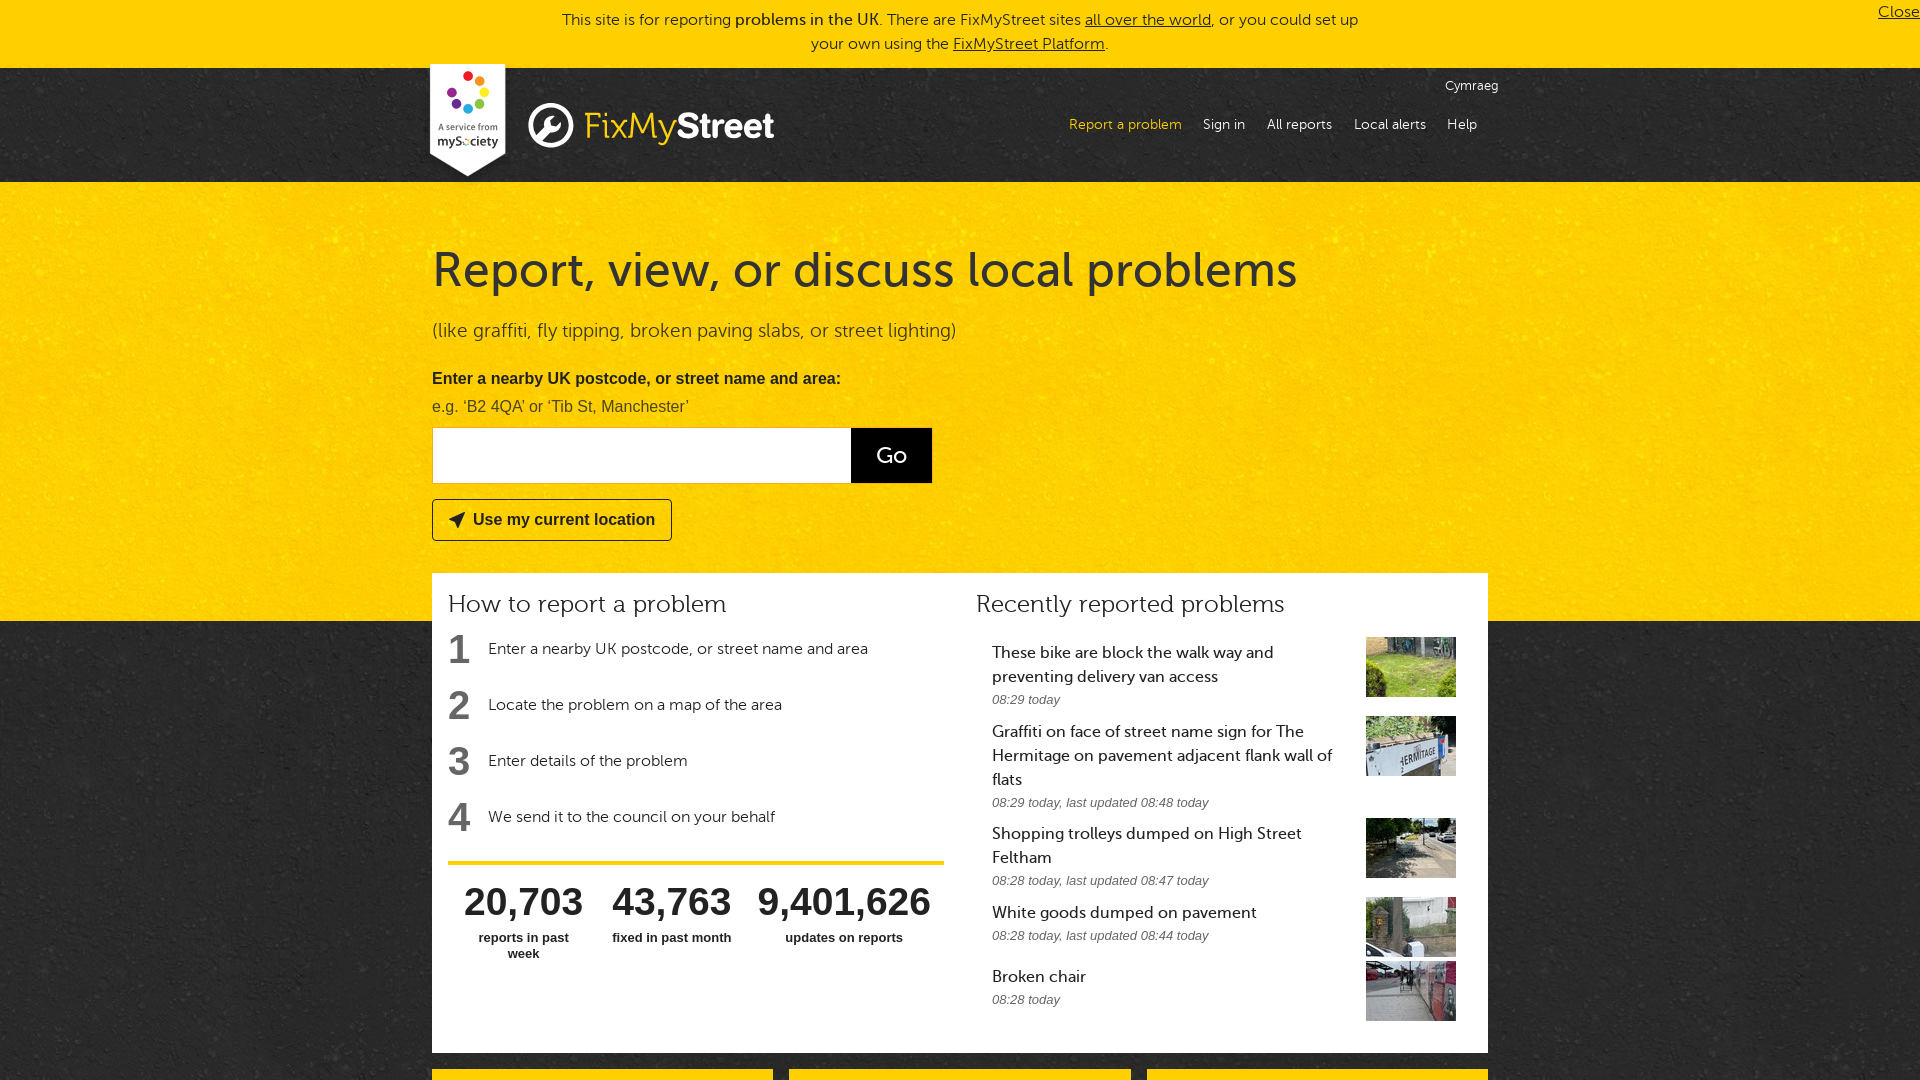 This site is for reporting problems in the UK. There are FixMyStreet sites all over the world, or you could set up
your own using the FixMyStreet Platform.
Close
A service from
mySociety
FixMyStreet
Cymraeg
Report a problem
Sign in
All reports
Local alerts
Help
Report, view, or discuss local problems
(like graffiti, fly tipping, broken paving slabs, or street lighting)
Enter a nearby UK postcode, or street name and area:
e.g. ‘B2 4QA’ or ‘Tib St, Manchester’
Go
Use my current location
How to report a problem
1 Enter a nearby UK postcode, or street name and area
2 Locate the problem on a map of the area
3 Enter details of the problem
4 We send it to the council on your behalf
20,703
reports in past
week
43,763
fixed in past month
9,401,626
updates on reports
Recently reported problems
These bike are block the walk way and
preventing delivery van access
08:29 today
Graffiti on face of street name sign for The
Hermitage on pavement adjacent flank wall of
flats
08:29 today, last updated 08:48 today
HERMITAGE
Shopping trolleys dumped on High Street
Feltham
08:28 today, last updated 08:47 today
White goods dumped on pavement
08:28 today, last updated 08:44 today
Broken chair
08:28 today